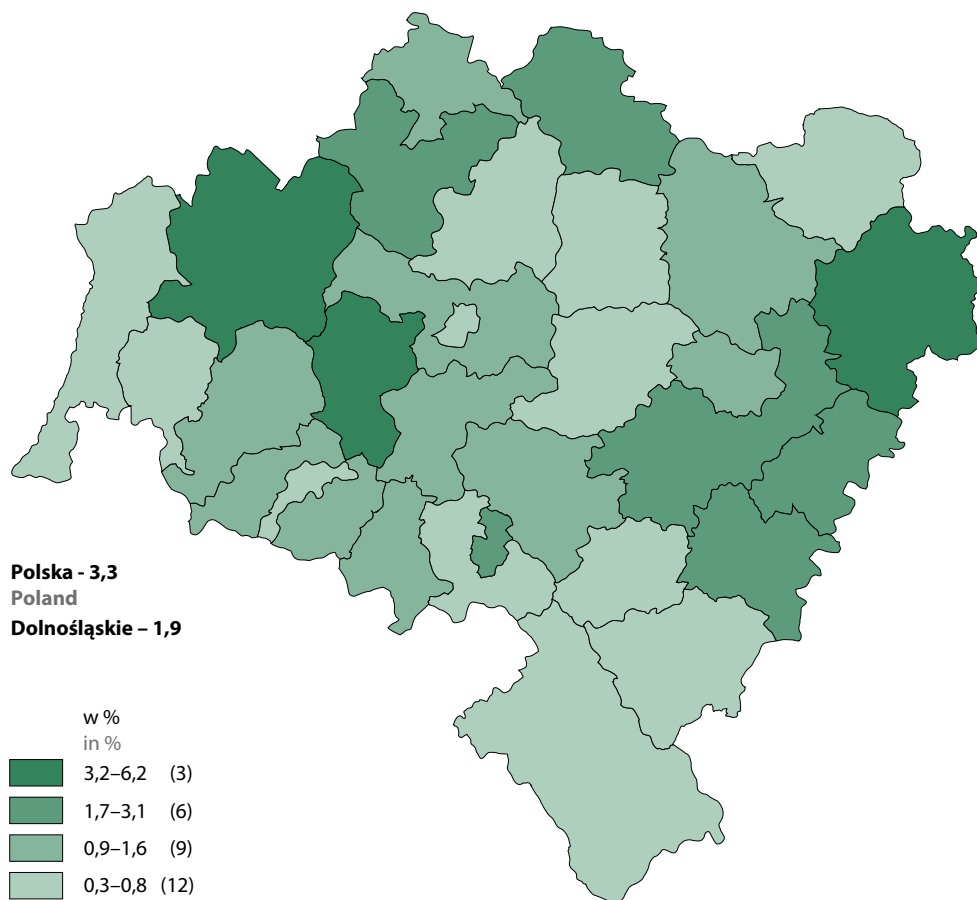 Polska - 3,3
Poland
Dolnośląskie – 1,9
w %
in %
3,2–6,2 (3)
1,7–3,1 (6)
0,9–1,6 (9)
0,3–0,8 (12)